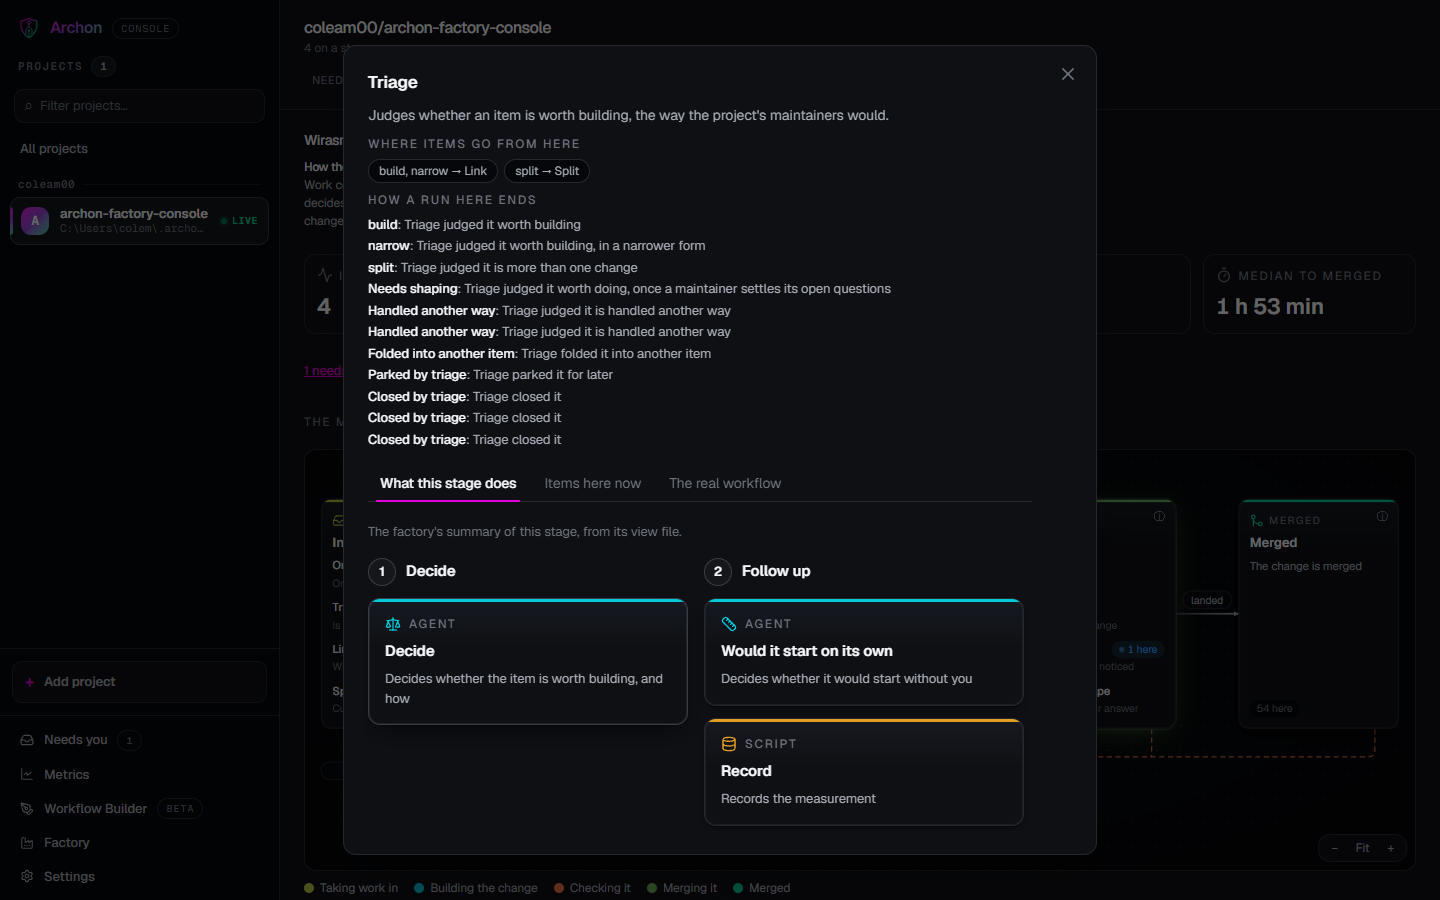 Archon CONSOLE
PROJECTS 1
Filter projects...
All projects
coleam00
A archon-factory-console LIVE
C:\Users\colem\.archo…
+ Add project
Needs you 1
Metrics
Workflow Builder BETA
Factory
Settings
coleam00/archon-factory-console
4 on a
NEED
How
Work
change
4
MEDIAN TO MERGED
1 h 53 min
1
THE
Triage
Judges whether an item is worth building, the way the project's maintainers would.
WHERE ITEMS GO FROM HERE
build, narrow → Link split → Split
HOW A RUN HERE ENDS
build: Triage judged it worth building
narrow: Triage judged it worth building, in a narrower form
split: Triage judged it is more than one change
Needs shaping: Triage judged it worth doing, once a maintainer settles its open questions
Handled another way: Triage judged it is handled another way
Handled another way: Triage judged it is handled another way
Folded into another item: Triage folded it into another item
Parked by triage: Triage parked it for later
Closed by triage: Triage closed it
Closed by triage: Triage closed it
Closed by triage: Triage closed it
What this stage does Items here now The real workflow
The factory's summary of this stage, from its view file.
1 Decide
AGENT
Decide
Decides whether the item is worth building, and
how
2 Follow up
AGENT
Would it start on its own
Decides whether it would start without you
SCRIPT
Record
Records the measurement
1 here
noticed
answer
landed
MERGED
Merged
The change is merged
54 here
− Fit +
Taking work in Building the change Checking it Merging it Merged